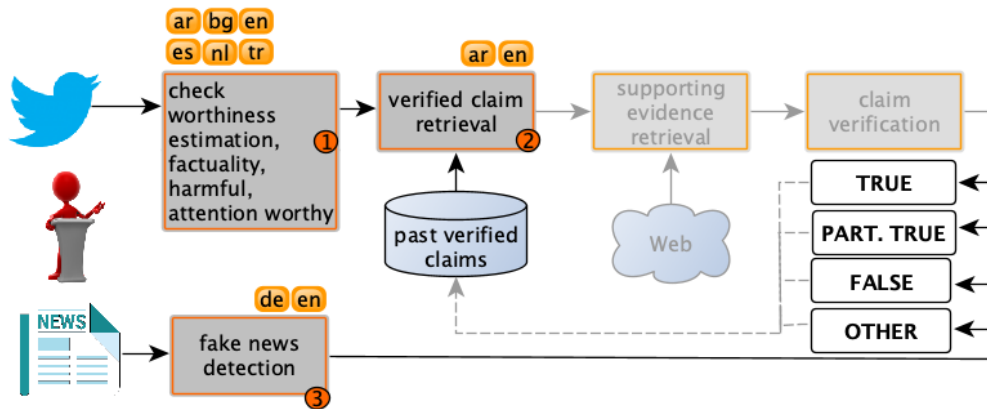 ar bg en
es nl tr
check
worthiness
estimation,
factuality,
harmful,
attention worthy
1
ar en
verified claim
retrieval
2
supporting
evidence
retrieval
claim
verification
past verified
claims
Web
TRUE
PART. TRUE
FALSE
OTHER
NEWS
de en
fake news
detection
3